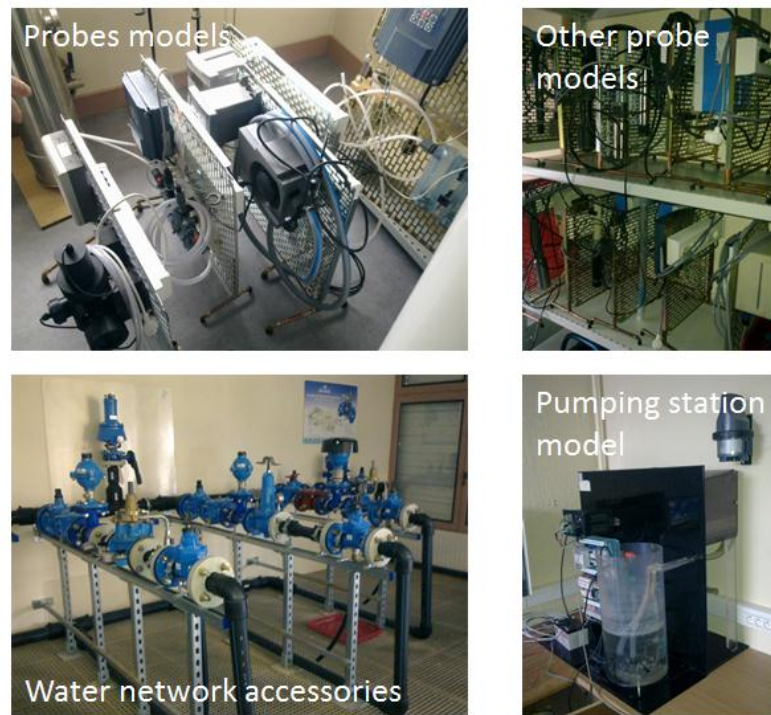 Probes models
Other probe
models
Water network accessories
Pumping station
model